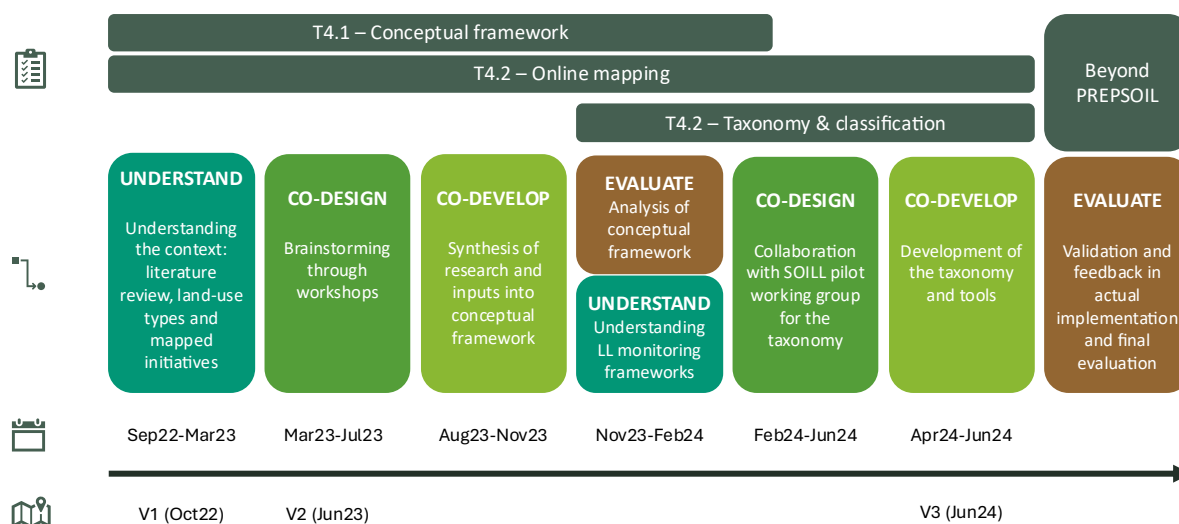 T4.1 – Conceptual framework
T4.2 – Online mapping
T4.2 – Taxonomy & classification
Beyond
PREPSOIL
UNDERSTAND
Understanding
the context:
literature
review, land-use
types and
mapped
initiatives
CO-DESIGN
Brainstorming
through
workshops
CO-DEVELOP
Synthesis of
research and
inputs into
conceptual
framework
EVALUATE
Analysis of
conceptual
framework
UNDERSTAND
Understanding
LL monitoring
frameworks
CO-DESIGN
Collaboration
with SOILL pilot
working group
for the
taxonomy
CO-DEVELOP
Development of
the taxonomy
and tools
EVALUATE
Validation and
feedback in
actual
implementation
and final
evaluation
Sep22-Mar23
Mar23-Jul23
Aug23-Nov23
Nov23-Feb24
Feb24-Jun24
Apr24-Jun24
V1 (Oct22)
V2 (Jun23)
V3 (Jun24)